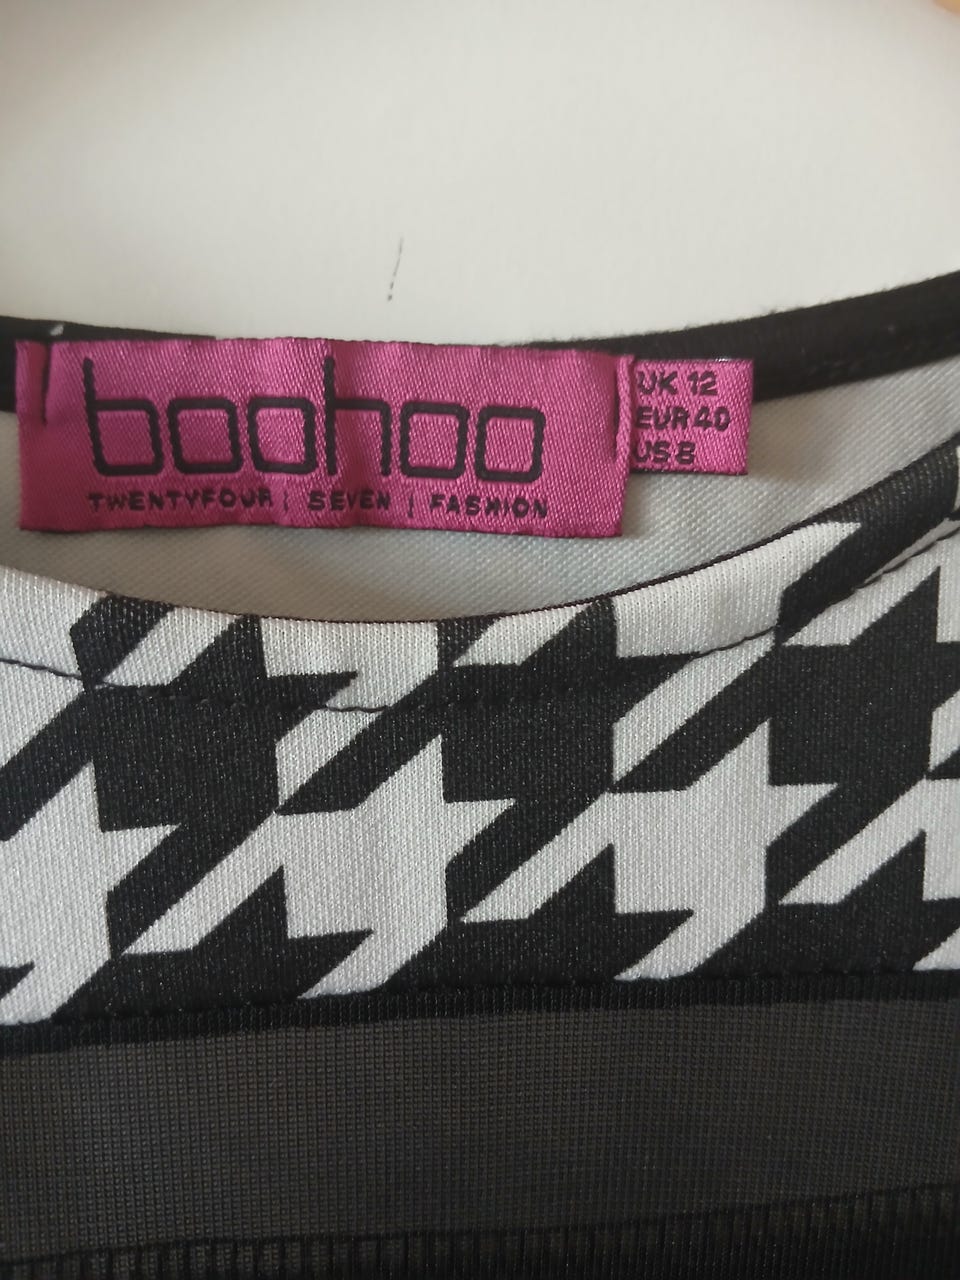 boohoo
TWENTYFOUR | SEVEN | FASHION
UK 12
EUR 40
US 8